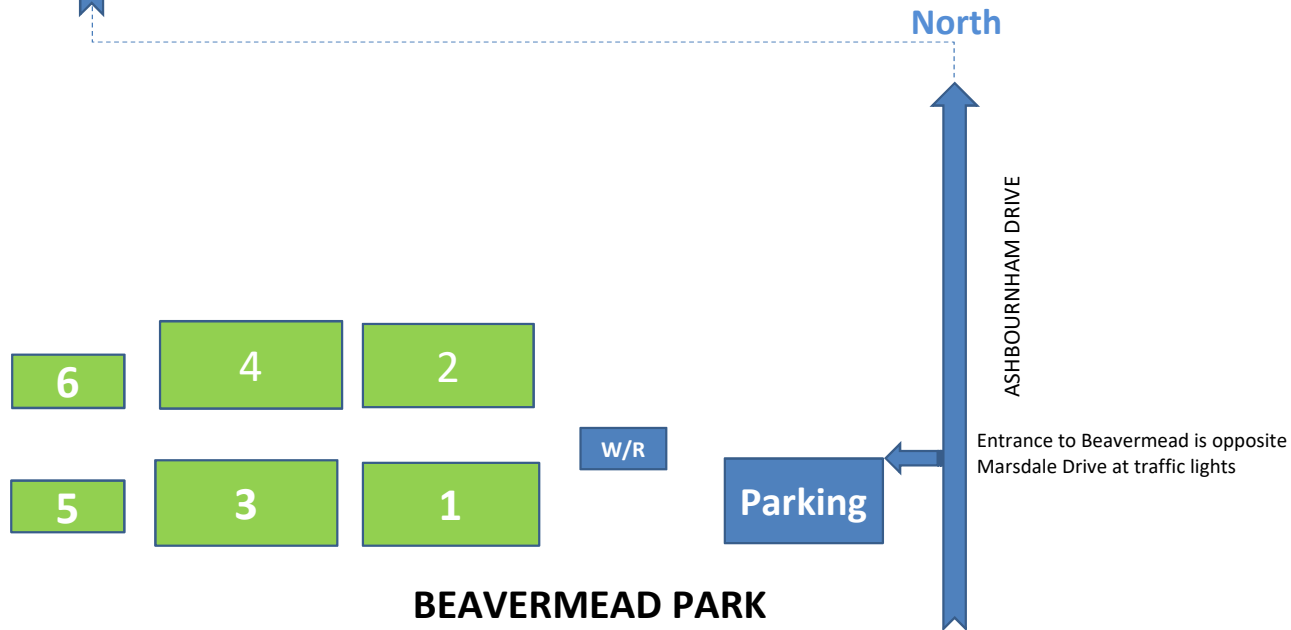 North
ASHBOURNHAM DRIVE
4
2
6
W/R
Entrance to Beavermead is opposite
Marsdale Drive at traffic lights
5
3
1
Parking
BEAVERMEAD PARK